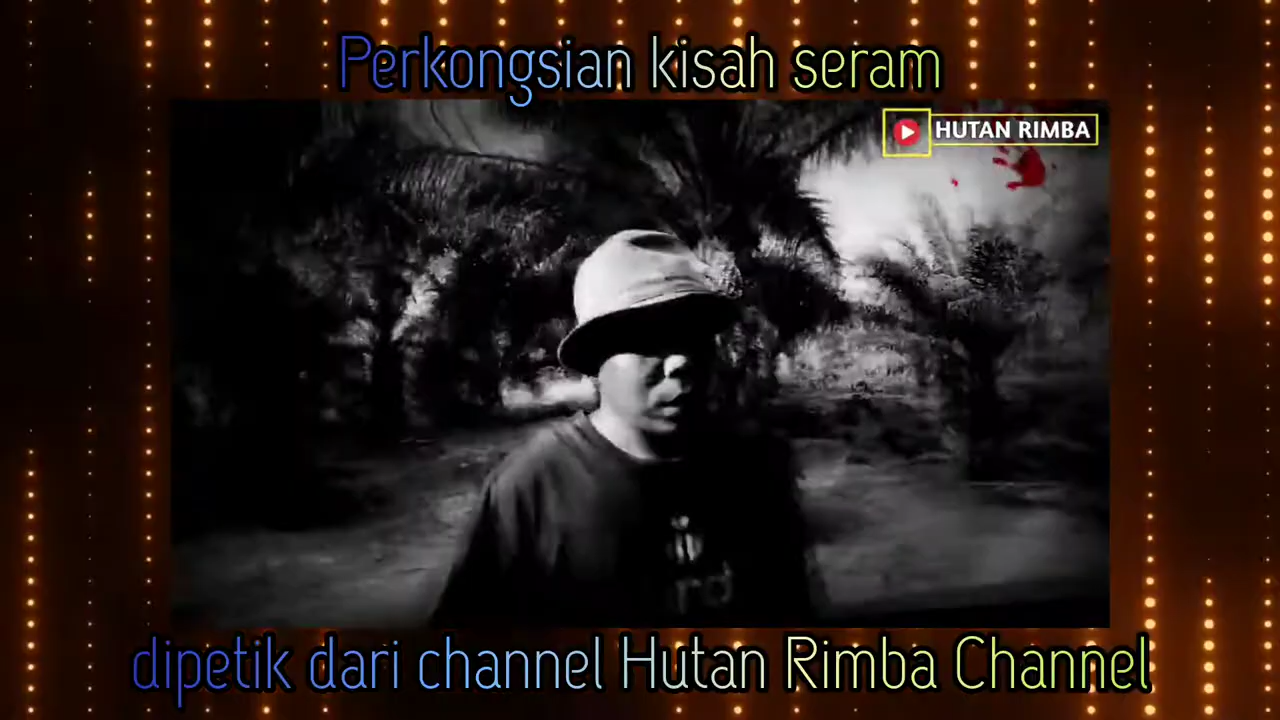 Perkongsian kisah seram
HUTAN RIMBA
dipetik dari channel Hutan Rimba Channel